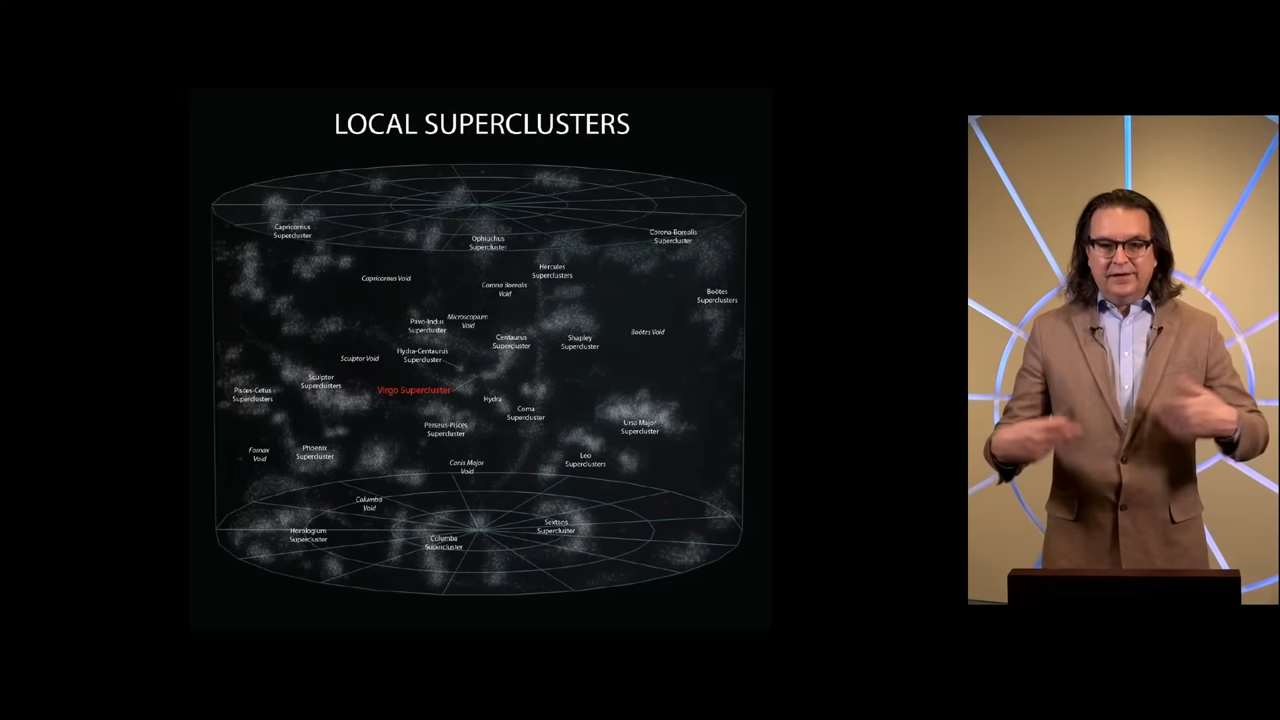 LOCAL SUPERCLUSTERS
Capricornus
Supercluster
Ophiuchus
Supercluster
Corona-Borealis
Supercluster
Capricornus Void
Hercules
Superclusters
Corona Borealis
Void
Boötes
Superclusters
Pavo-Indus
Supercluster
Microscopium
Void
Centaurus
Supercluster
Shapley
Supercluster
Boötes Void
Sculptor Void
Hydra-Centaurus
Supercluster
Pisces-Cetus
Superclusters
Sculptor
Superclusters
Virgo Supercluster
Hydra
Coma
Supercluster
Perseus-Pisces
Supercluster
Ursa Major
Supercluster
Fornax
Void
Phoenix
Supercluster
Canis Major
Void
Leo
Superclusters
Columba
Void
Horologium
Supercluster
Columba
Supercluster
Sextans
Supercluster